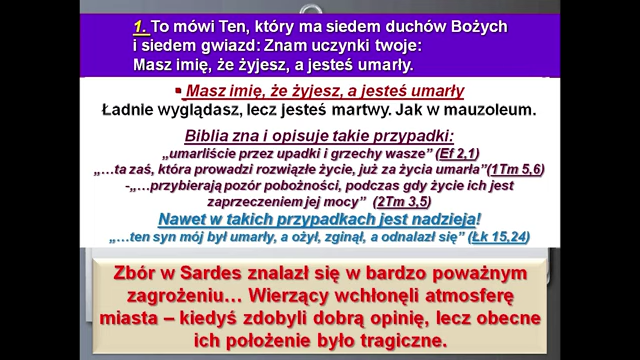 1. To mówi Ten, który ma siedem duchów Bożych
i siedem gwiazd: Znam uczynki twoje:
Masz imię, że żyjesz, a jesteś umarły.
▪ Masz imię, że żyjesz, a jesteś umarły
Ładnie wyglądasz, lecz jesteś martwy. Jak w mauzoleum.
Biblia zna i opisuje takie przypadki:
„umarliście przez upadki i grzechy wasze” (Ef 2,1)
„…ta zaś, która prowadzi rozwiązłe życie, już za życia umarła”(1Tm 5,6)
-„…przybierają pozór pobożności, podczas gdy życie ich jest
zaprzeczeniem jej mocy” (2Tm 3,5)
Nawet w takich przypadkach jest nadzieja!
„…ten syn mój był umarły, a ożył, zginął, a odnalazł się” (Łk 15,24)
Zbór w Sardes znalazł się w bardzo poważnym
zagrożeniu… Wierzący wchłonęli atmosferę
miasta – kiedyś zdobyli dobrą opinię, lecz obecne
ich położenie było tragiczne.